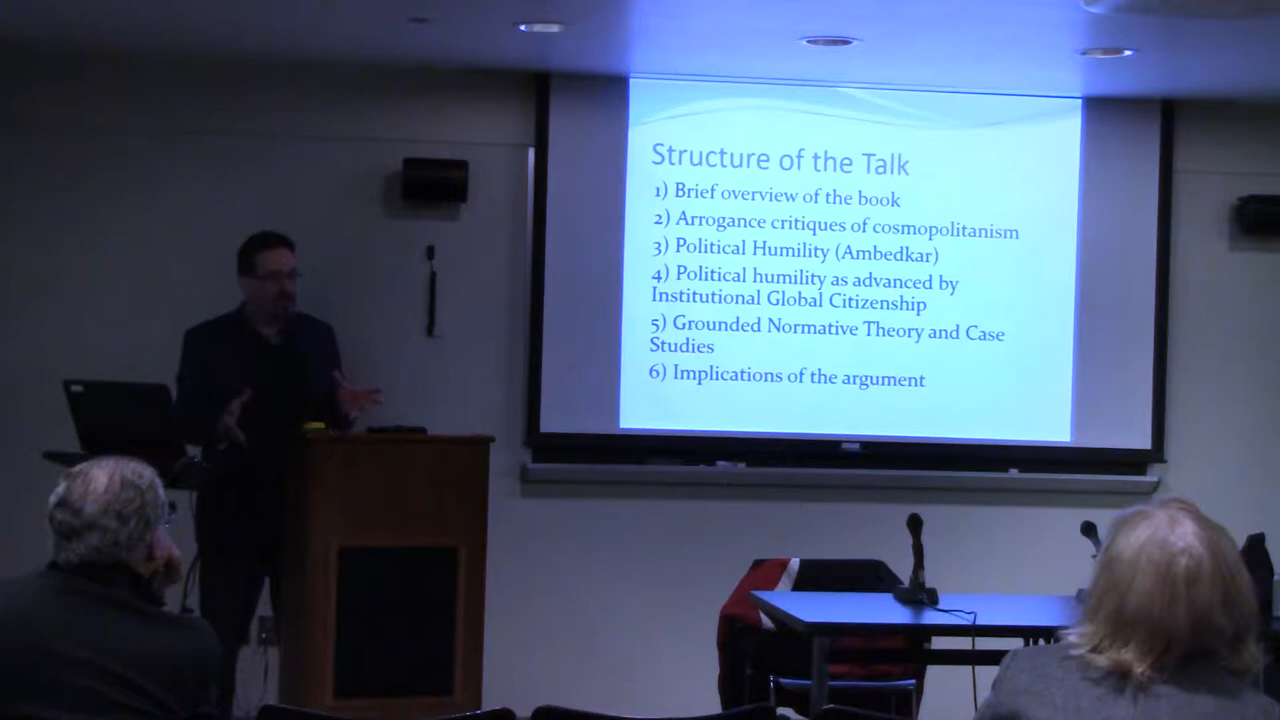 Structure of the Talk
1) Brief overview of the book
2) Arrogance critiques of cosmopolitanism
3) Political Humility (Ambedkar)
4) Political humility as advanced by
Institutional Global Citizenship
5) Grounded Normative Theory and Case
Studies
6) Implications of the argument